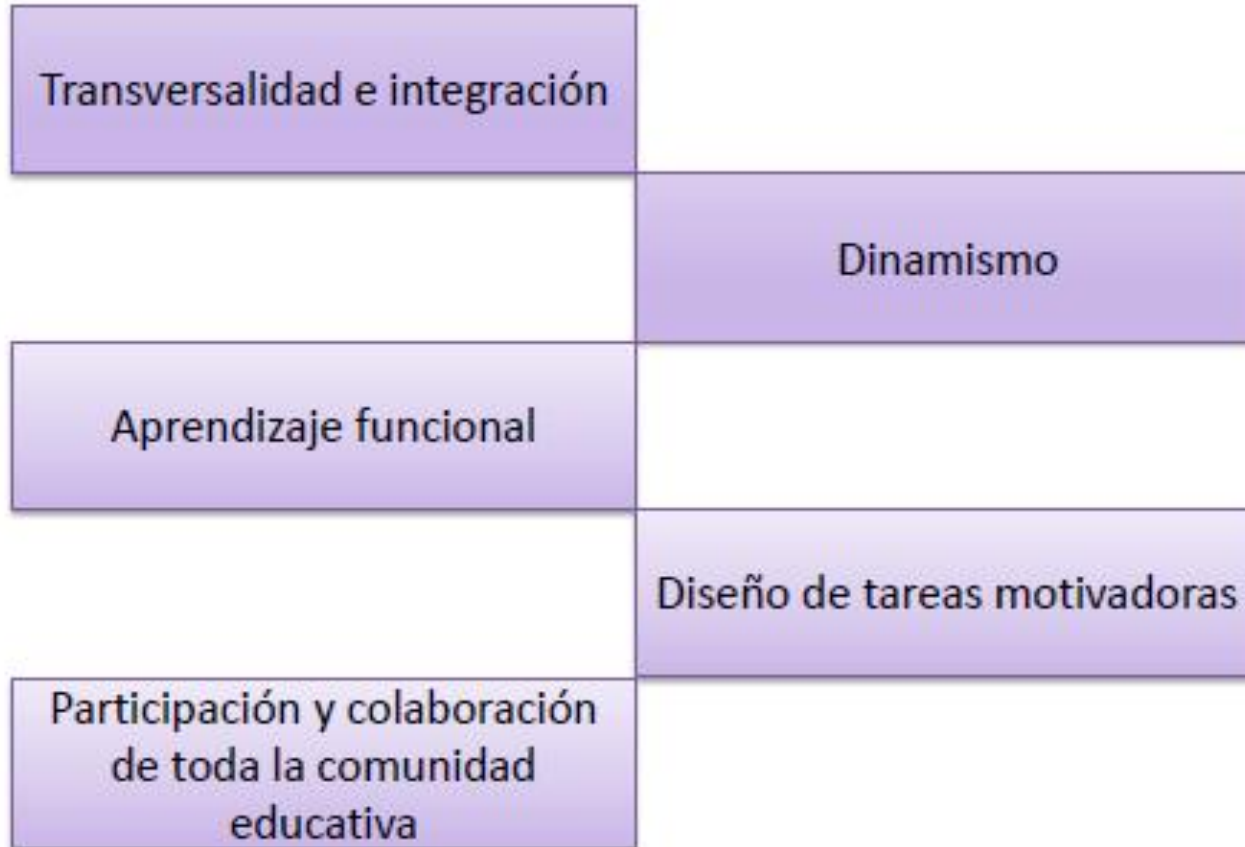 Transversalidad e integración
Dinamismo
Aprendizaje funcional
Diseño de tareas motivadoras
Participación y colaboración
de toda la comunidad
educativa